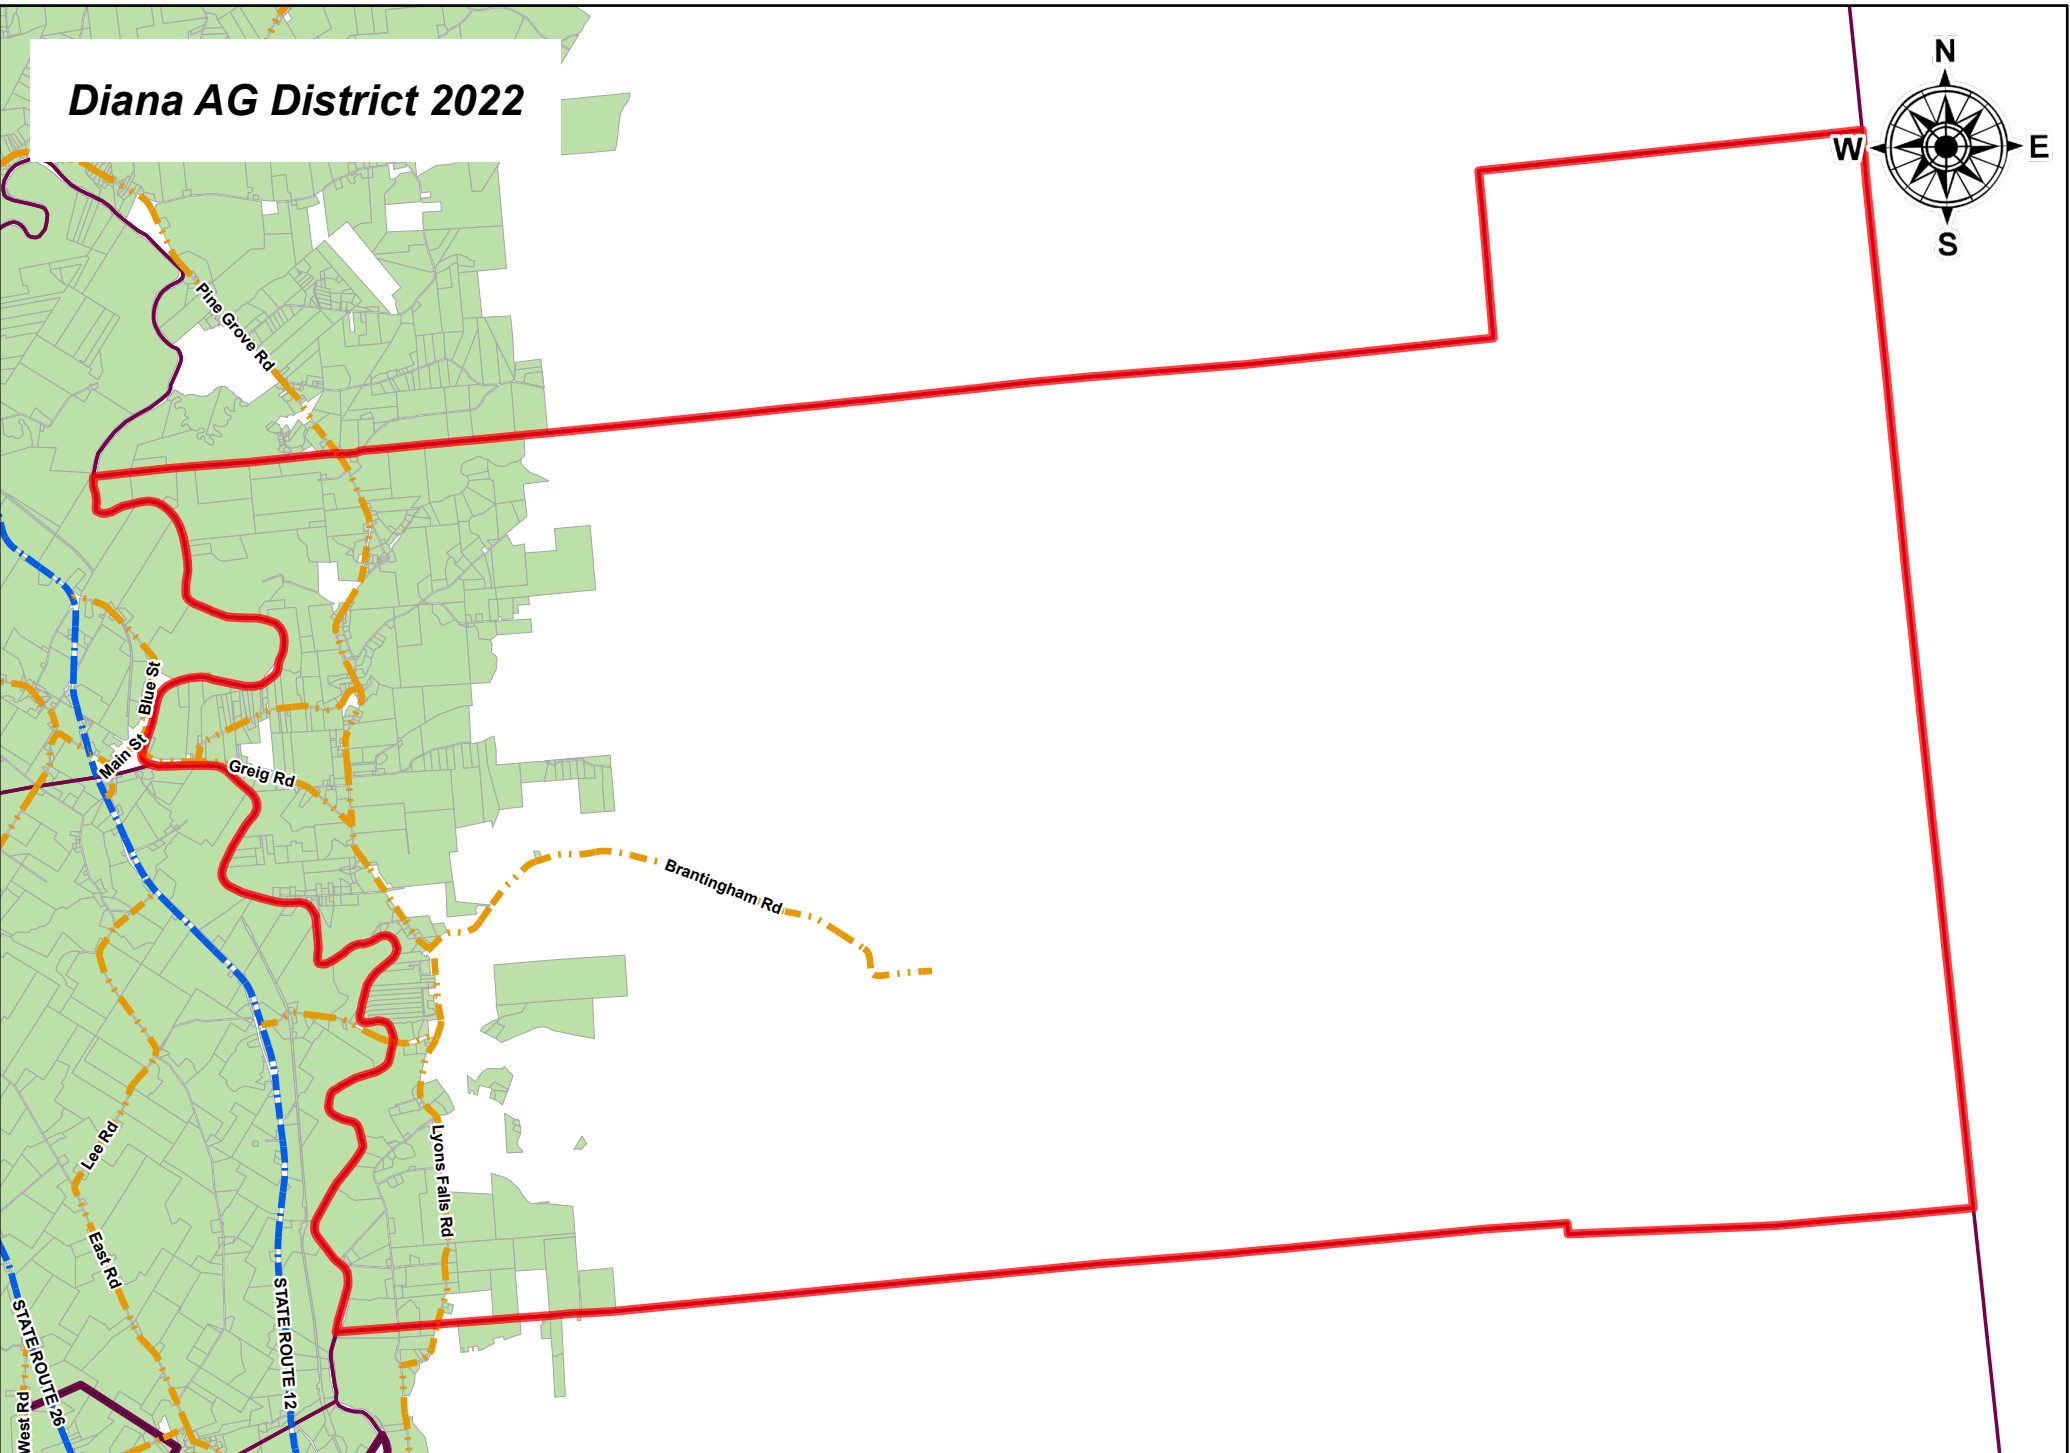 Diana AG District 2022
N
W
E
S
Pine Grove Rd
Blue St
Main St
Greig Rd
Brantingham Rd
Lee Rd
Lyons Falls Rd
East Rd
STATE ROUTE 12
STATE ROUTE 26
West Rd